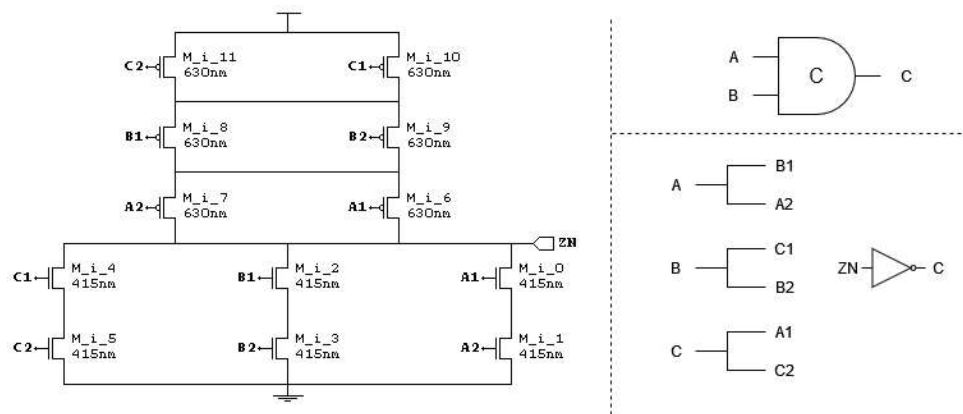 C2
M_i_11
630nm
C1
M_i_10
630nm
B1
M_i_8
630nm
B2
M_i_9
630nm
A2
M_i_7
630nm
A1
M_i_6
630nm
ZN
C1
M_i_4
415nm
B1
M_i_2
415nm
A1
M_i_0
415nm
C2
M_i_5
415nm
B2
M_i_3
415nm
A2
M_i_1
415nm
A
B
C
C
A
B1
A2
B
C1
B2
ZN
C
C
A1
C2